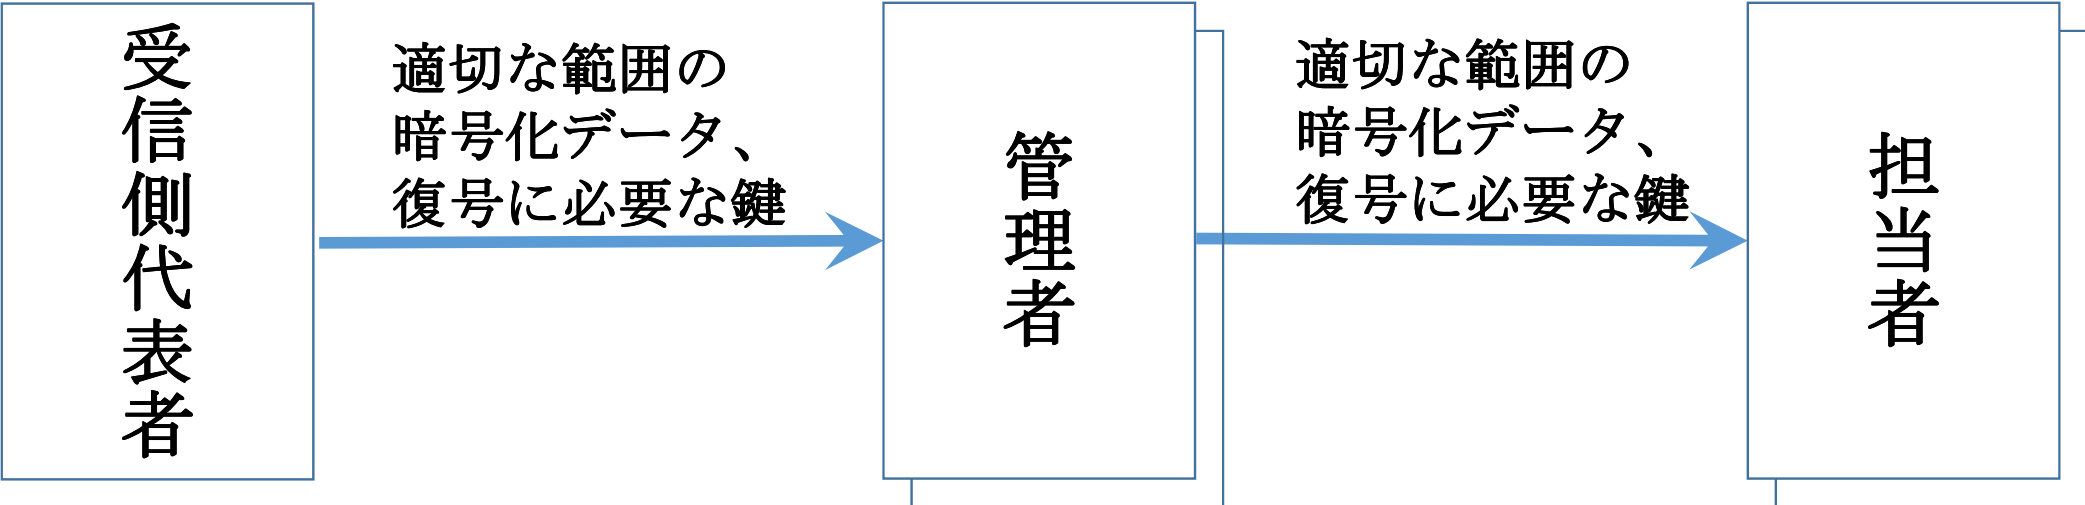 受信側代表者
適切な範囲の
暗号化データ、
復号に必要な鍵
管理者
適切な範囲の
暗号化データ、
復号に必要な鍵
担当者